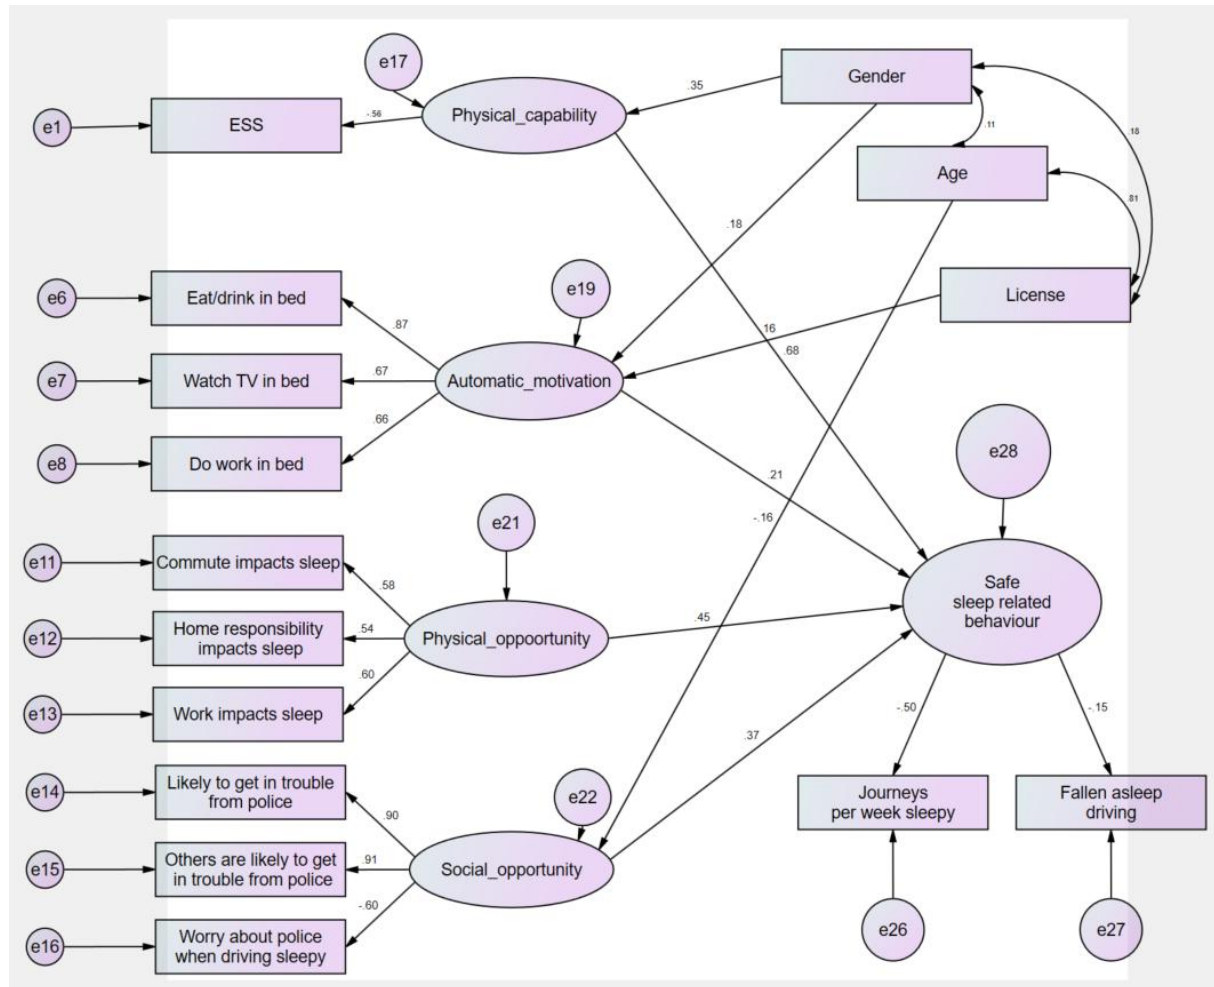 e17
Gender
Physical_capability
.35
e1
ESS
-.56
.11
.18
Age
.81
.18
e6
Eat/drink in bed
e19
License
.87
16
.68
e7
Watch TV in bed
.67
Automatic_motivation
.66
e8
Do work in bed
e28
.21
-.16
e21
e11
Commute impacts sleep
.58
Safe
sleep related
behaviour
e12
Home responsibility
impacts sleep
.54
Physical_oppoortunity
.45
.60
e13
Work impacts sleep
-.50
-.15
.37
e14
Likely to get in trouble
from police
e22
Journeys
per week sleepy
Fallen asleep
driving
.90
e15
Others are likely to get
in trouble from police
.91
Social_opportunity
-.60
e16
Worry about police
when driving sleepy
e26
e27